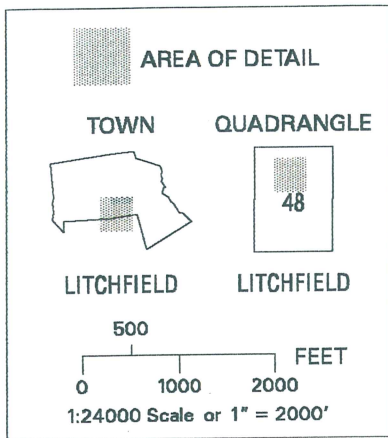 AREA OF DETAIL
TOWN QUADRANGLE
48
LITCHFIELD LITCHFIELD
500
FEET
0 1000 2000
1:24000 Scale or 1" = 2000'